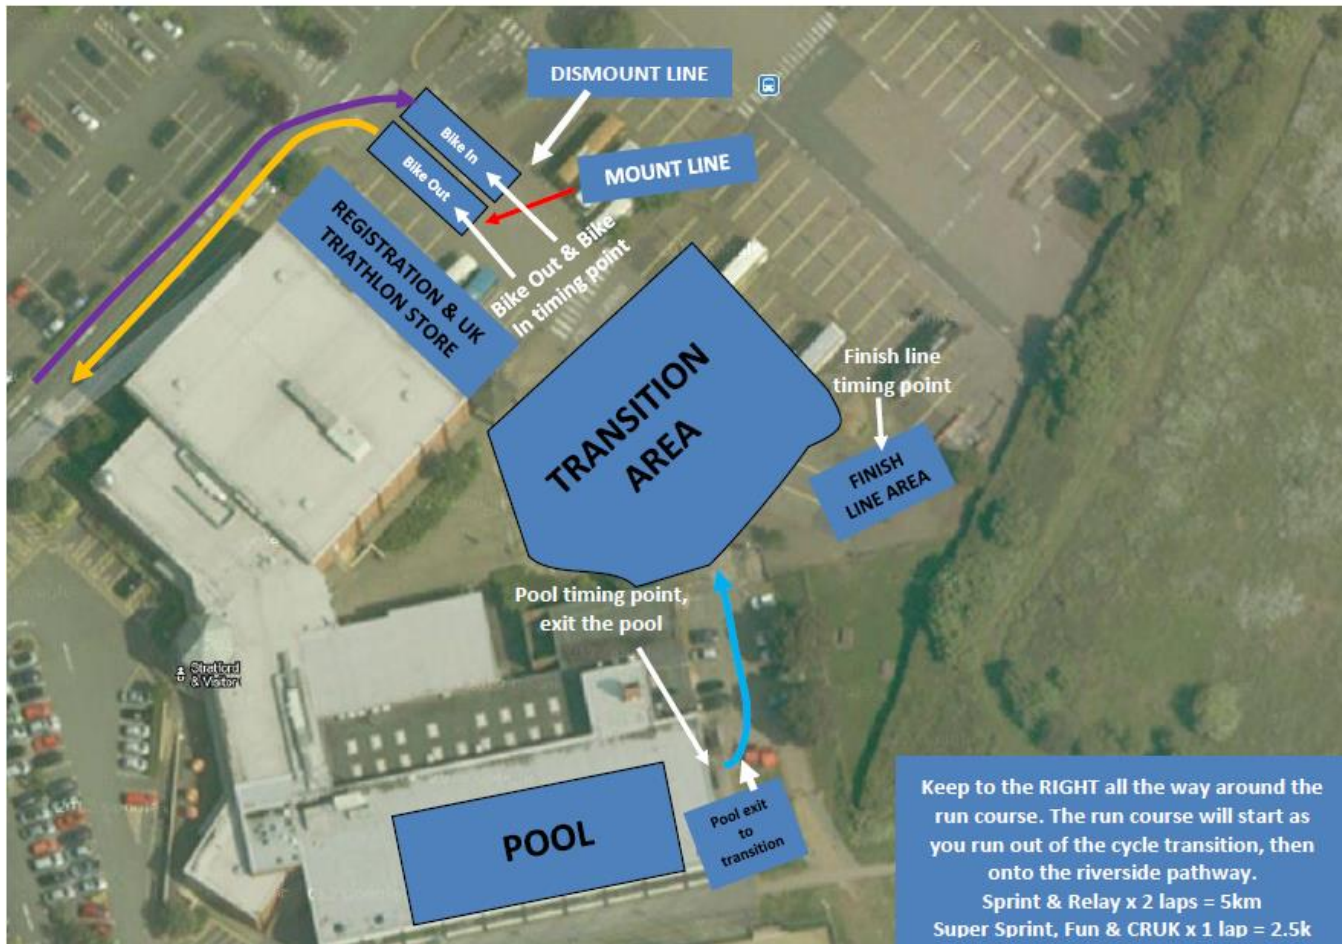 DISMOUNT LINE
Bike In
MOUNT LINE
Bike Out
REGISTRATION & UK
TRIATHLON STORE
Bike Out & Bike
In timing point
TRANSITION
AREA
Finish line
timing point
FINISH
LINE AREA
Pool timing point,
exit the pool
Stratford
& Visitor
POOL
Pool exit
to
transition
Keep to the RIGHT all the way around the
run course. The run course will start as
you run out of the cycle transition, then
onto the riverside pathway.
Sprint & Relay x 2 laps = 5km
Super Sprint, Fun & CRUK x 1 lap = 2.5k